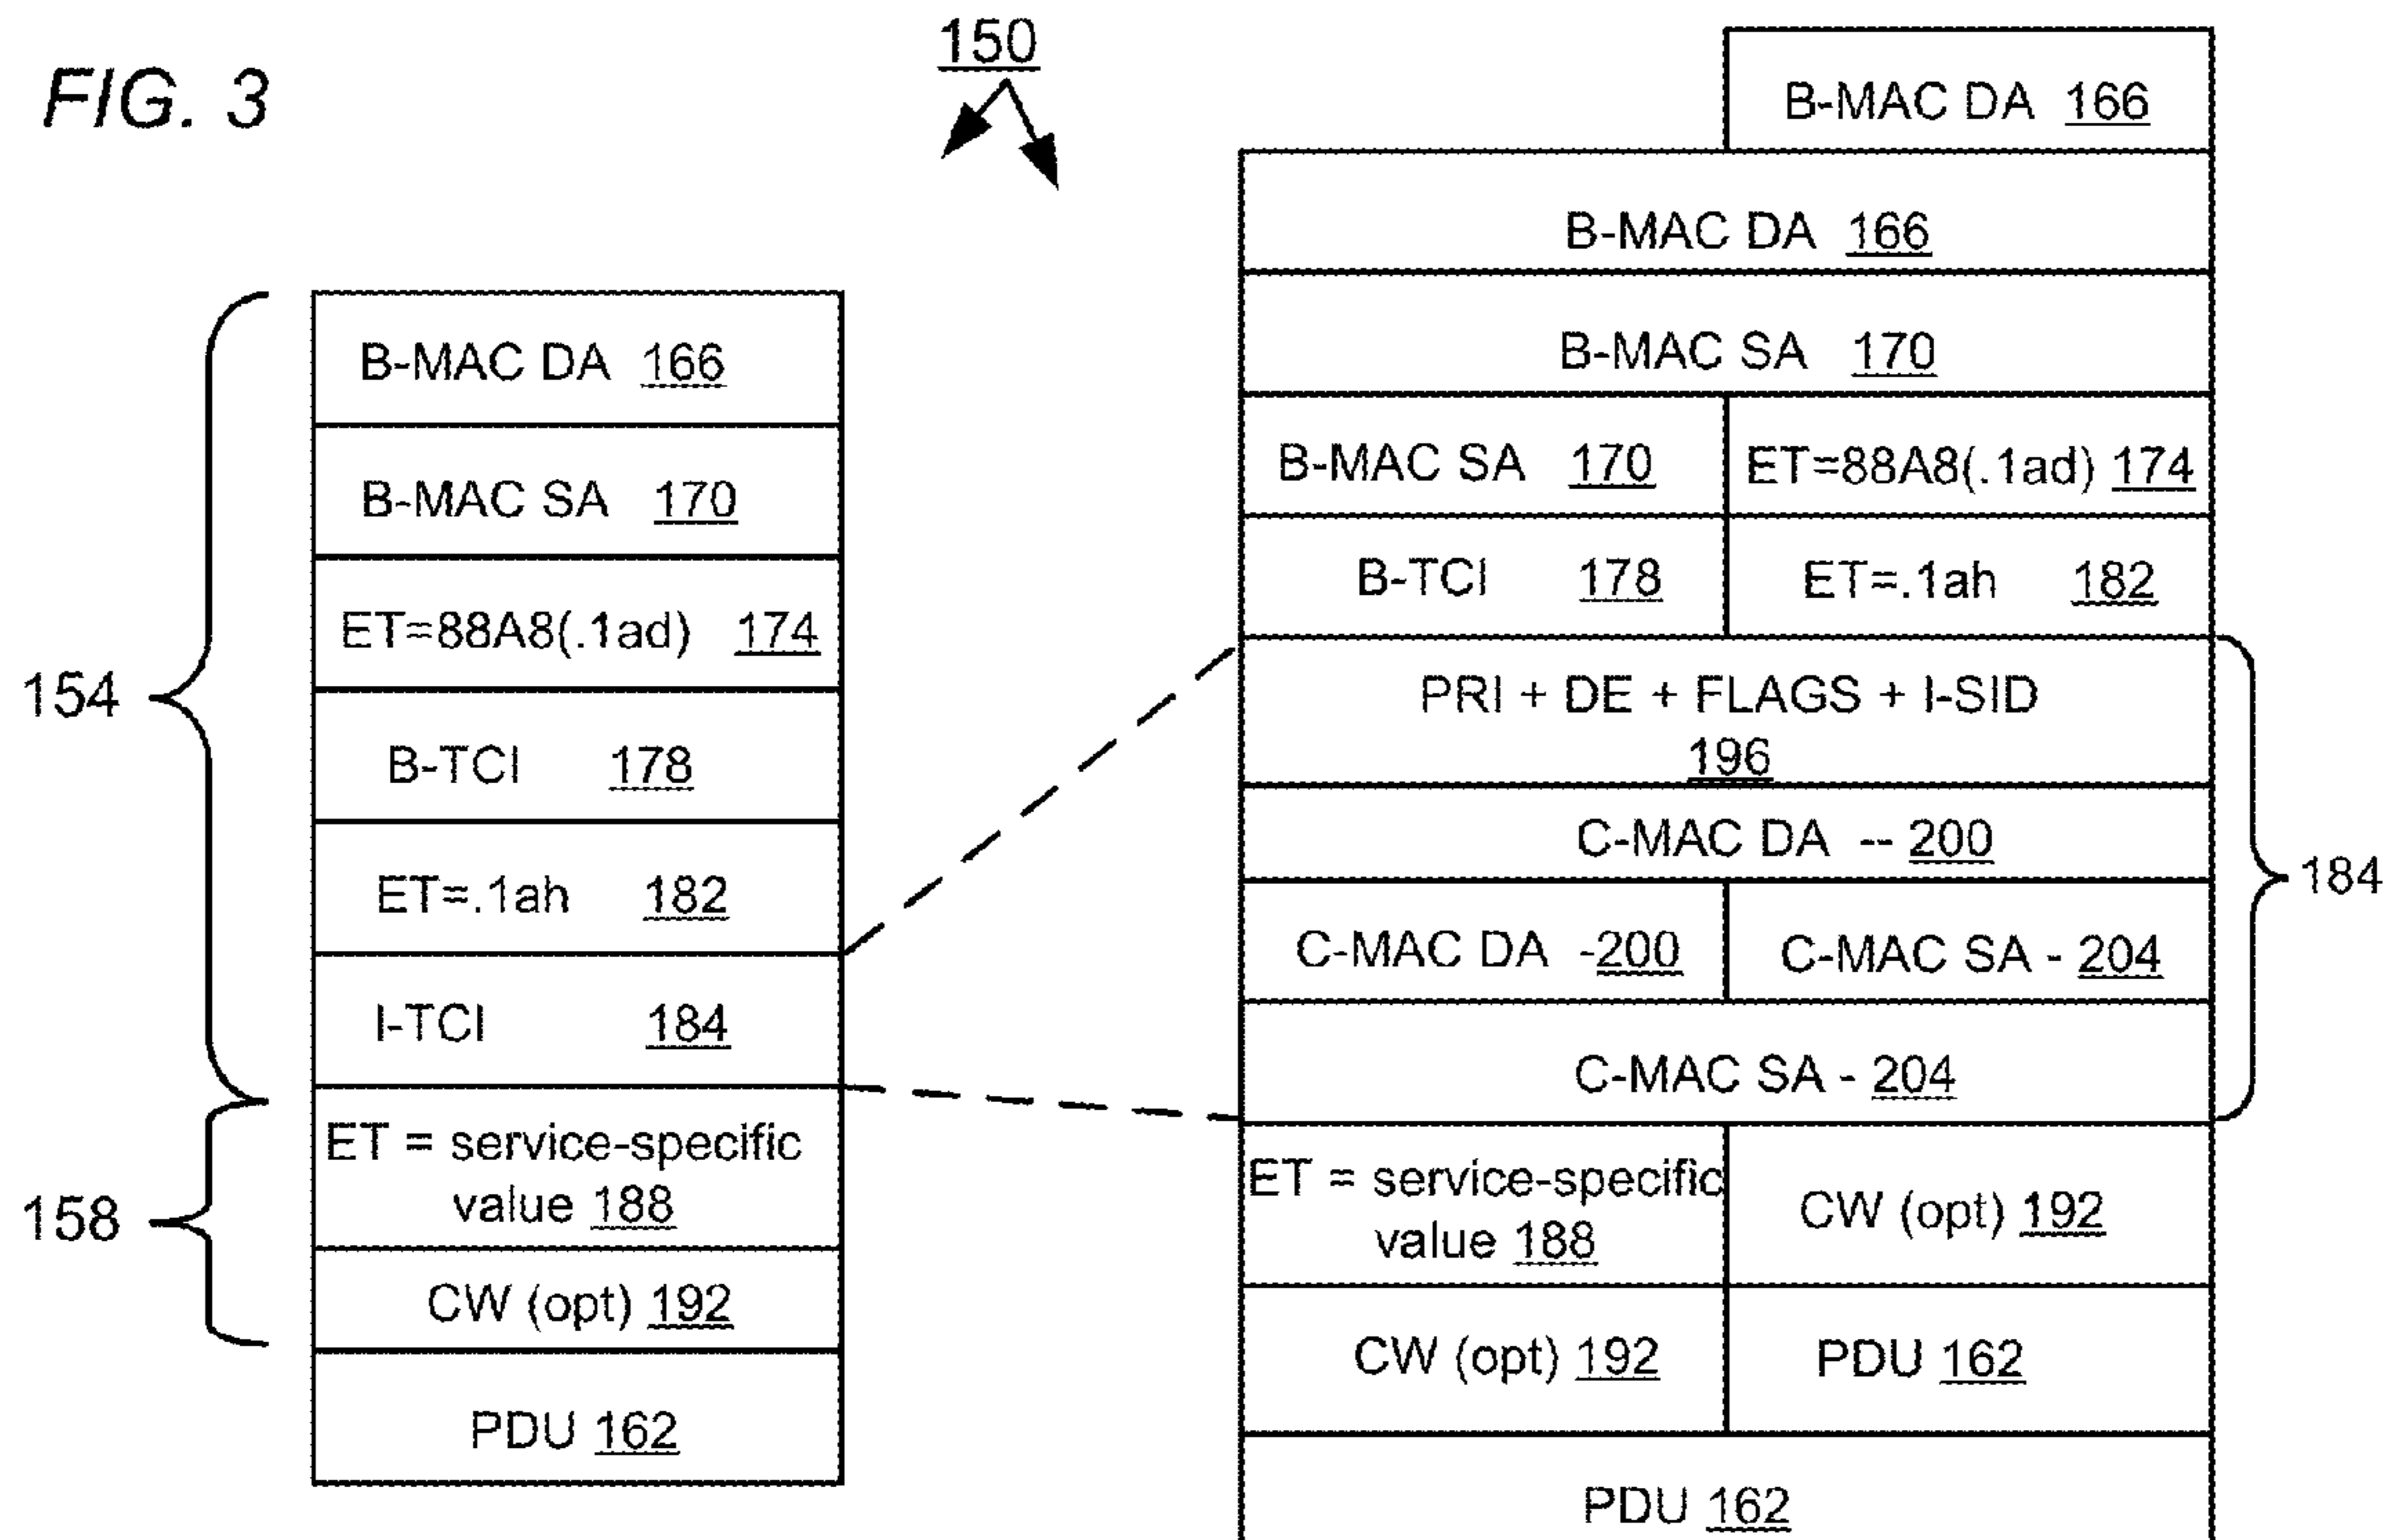 FIG. 3
150
154
158
B-MAC DA 166
B-MAC SA 170
ET=88A8(.1ad) 174
B-TCI 178
ET=.1ah 182
I-TCI 184
ET = service-specific
value 188
CW (opt) 192
PDU 162
B-MAC DA 166
B-MAC DA 166
B-MAC SA 170
B-MAC SA 170 ET=88A8(.1ad) 174
B-TCI 178 ET=.1ah 182
PRI + DE + FLAGS + I-SID
196
C-MAC DA -- 200
C-MAC DA -200 C-MAC SA - 204
C-MAC SA - 204
184
ET = service-specific
value 188
CW (opt) 192
CW (opt) 192 PDU 162
PDU 162